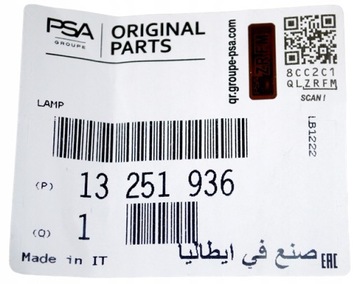 PSA
GROUPE
ORIGINAL
PARTS
qr.groupe-psa.com
ZRFM
8CC2C1
QLZRFM
SCAN!
LAMP
LB1222
(P) 13 251 936
(Q) 1
Made in IT
صنع في ايطاليا
EAC